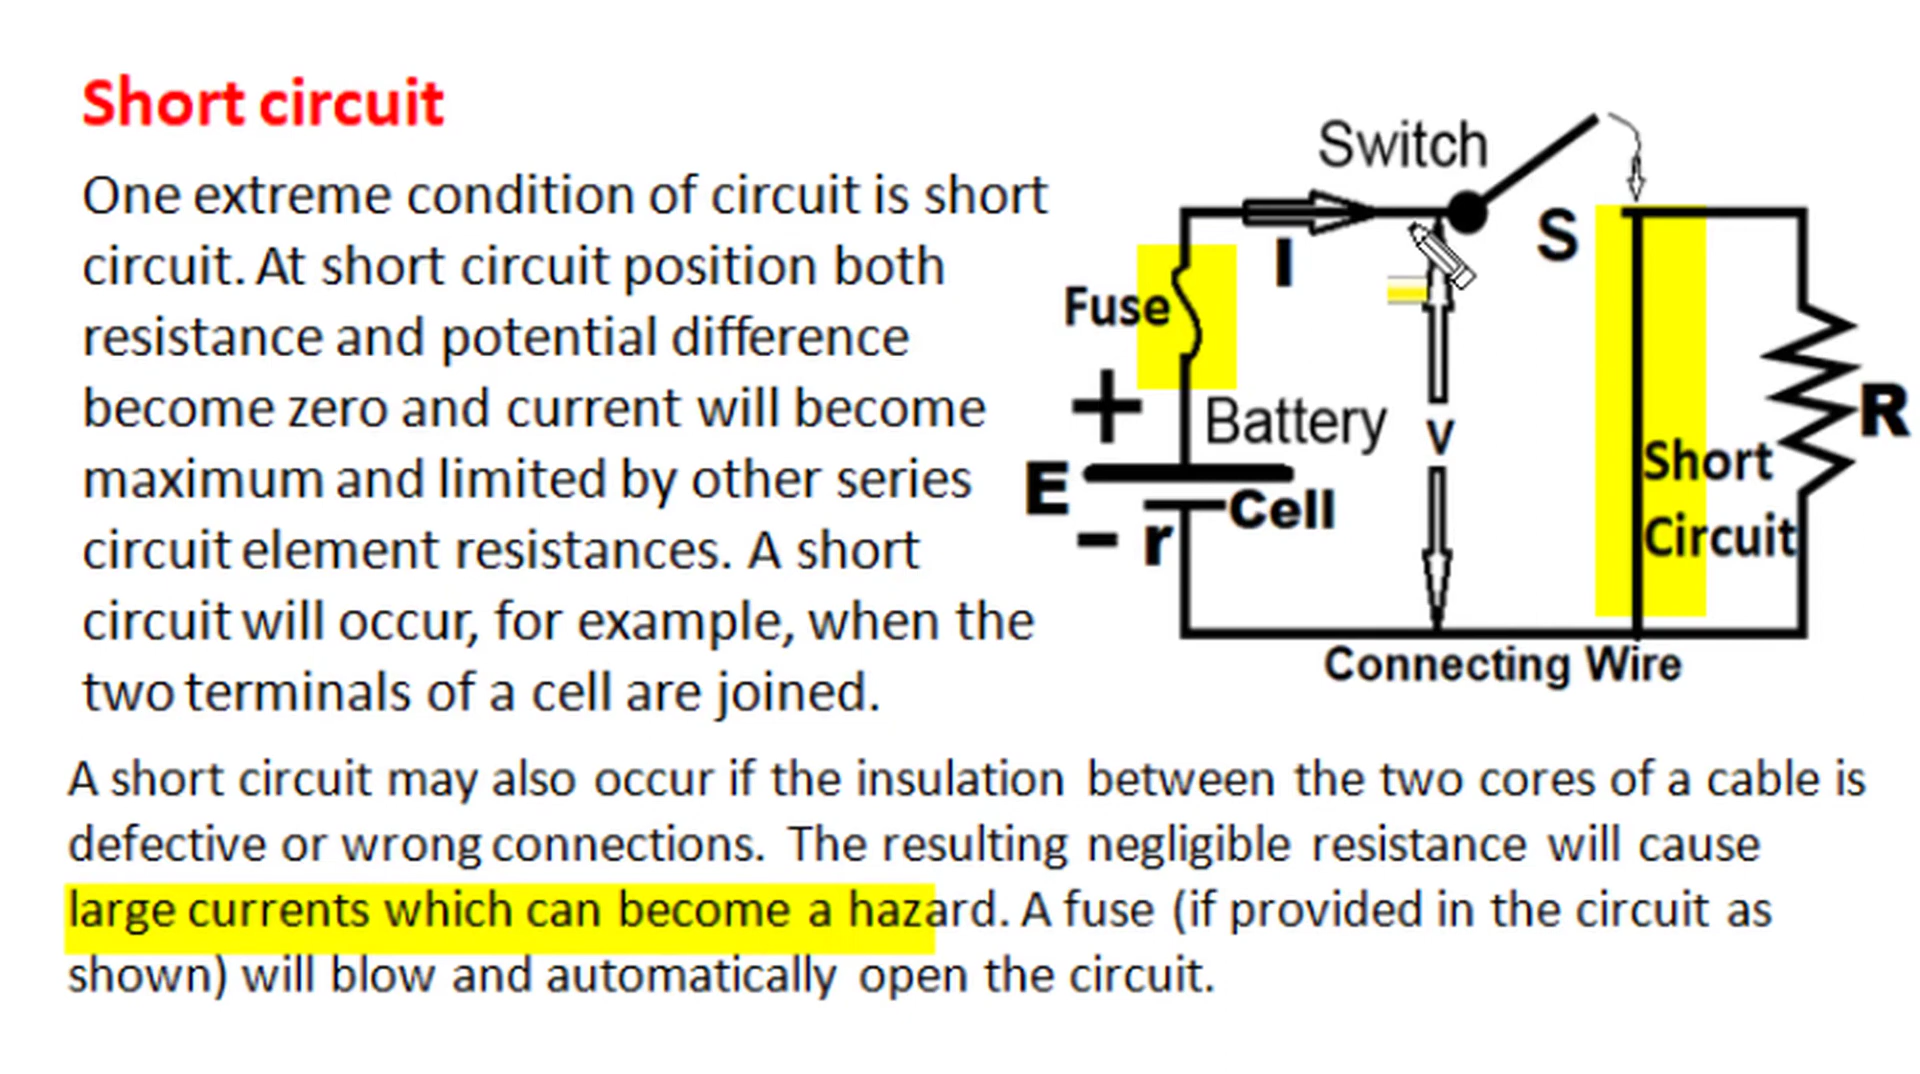 Short circuit
One extreme condition of circuit is short
circuit. At short circuit position both
resistance and potential difference
become zero and current will become
maximum and limited by other series
circuit element resistances. A short
circuit will occur, for example, when the
two terminals of a cell are joined.
Switch
I
S
Fuse
+
Battery
V
R
E
Cell
– r
Short
Circuit
Connecting Wire
A short circuit may also occur if the insulation between the two cores of a cable is
defective or wrong connections. The resulting negligible resistance will cause
large currents which can become a hazard. A fuse (if provided in the circuit as
shown) will blow and automatically open the circuit.